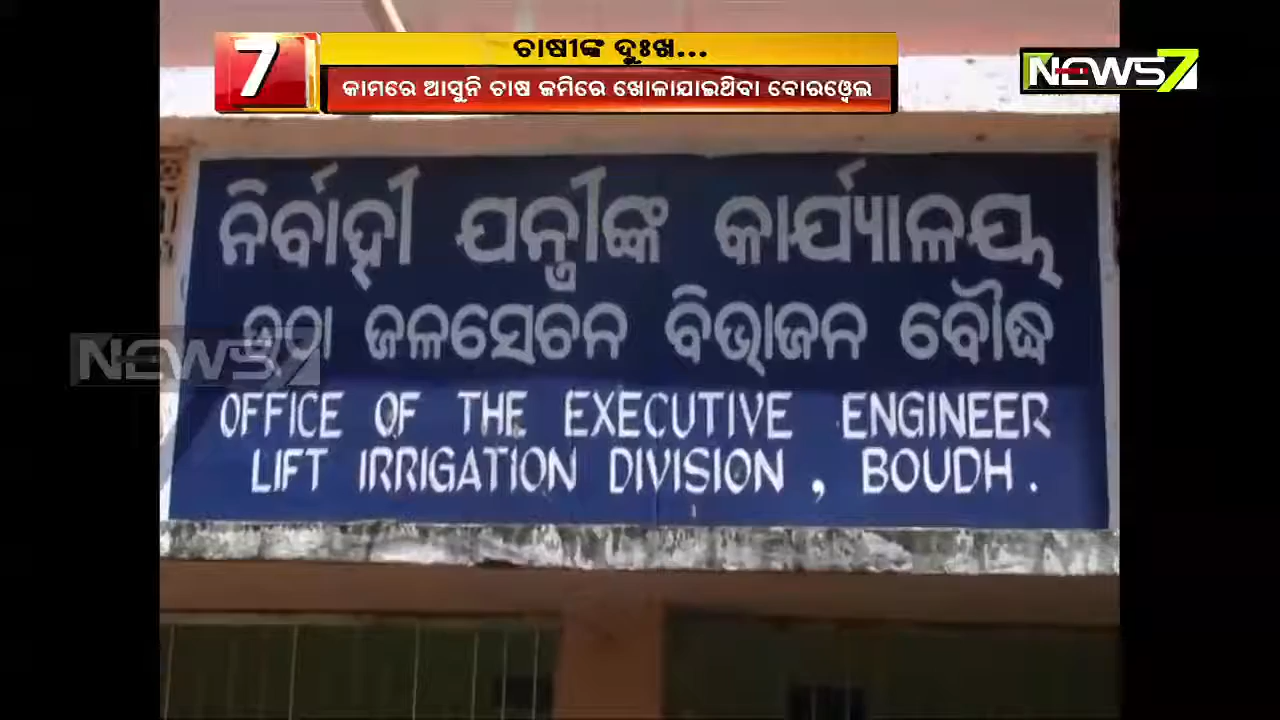 7
ଚାଷୀଙ୍କ ଦୁଃଖ...
କାମରେ ଆସୁନି ଚାଷ ଜମିରେ ଖୋଳାଯାଇଥିବା ବୋରୱେଲ
NEWS7
ନିର୍ବାହୀ ଯନ୍ତ୍ରୀଙ୍କ କାର୍ଯ୍ୟାଳୟ
ଉଠା ଜଳସେଚନ ବିଭାଜନ ବୌଦ୍ଧ
NEWS7
OFFICE OF THE EXECUTIVE ENGINEER
LIFT IRRIGATION DIVISION , BOUDH .